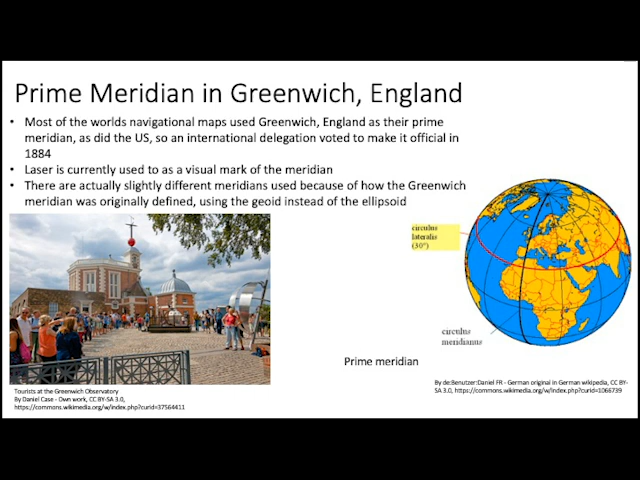 Prime Meridian in Greenwich, England
• Most of the worlds navigational maps used Greenwich, England as their prime
meridian, as did the US, so an international delegation voted to make it official in
1884
• Laser is currently used to as a visual mark of the meridian
• There are actually slightly different meridians used because of how the Greenwich
meridian was originally defined, using the geoid instead of the ellipsoid
circulus
lateralis
(36°)
circulus
meridianus
Prime meridian
Tourists at the Greenwich Observatory
By Daniel Case - Own work, CC BY-SA 3.0,
https://commons.wikimedia.org/w/index.php?curid=37564411
By de:Benutzer:Daniel FR - German original in German wikipedia, CC BY-
SA 3.0, https://commons.wikimedia.org/w/index.php?curid=1066739